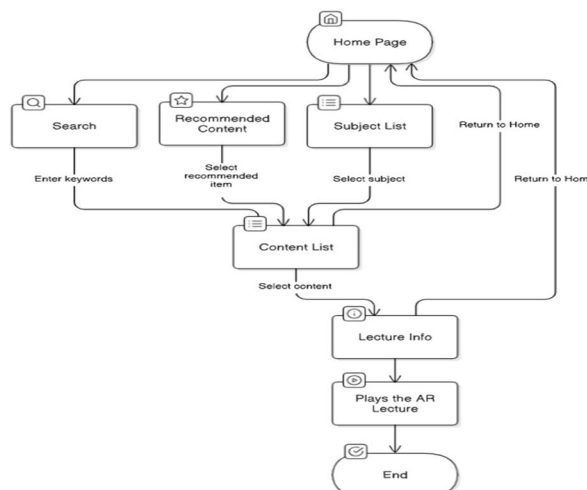 Home Page
Search
Recommended
Content
Subject List
Return to Home
Enter keywords
Select
recommended
item
Select subject
Return to Hom
Content List
Select content
Lecture Info
Plays the AR
Lecture
End